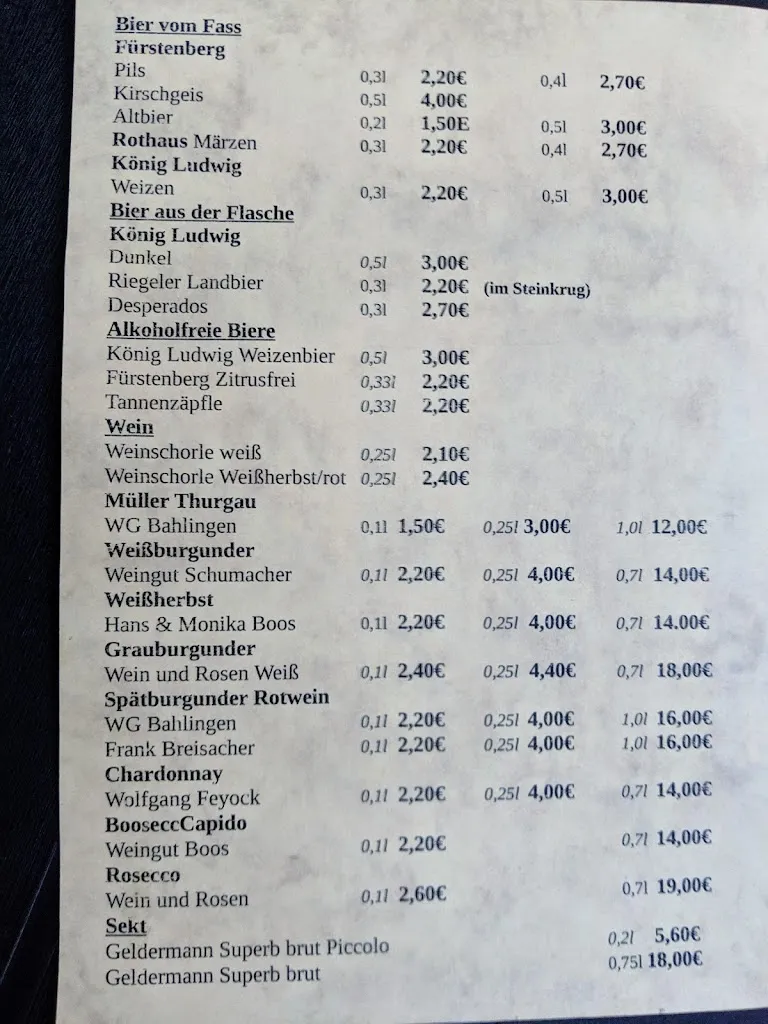 Bier vom Fass
Fürstenberg
Pils 0,3l 2,20€ 0,4l 2,70€
Kirschgeis 0,5l 4,00€
Altbier 0,2l 1,50E 0,5l 3,00€
Rothaus Märzen 0,3l 2,20€ 0,4l 2,70€
König Ludwig
Weizen 0,3l 2,20€ 0,5l 3,00€
Bier aus der Flasche
König Ludwig
Dunkel 0,5l 3,00€
Riegeler Landbier 0,3l 2,20€ (im Steinkrug)
Desperados 0,3l 2,70€
Alkoholfreie Biere
König Ludwig Weizenbier 0,5l 3,00€
Fürstenberg Zitrusfrei 0,33l 2,20€
Tannenzäpfle 0,33l 2,20€
Wein
Weinschorle weiß 0,25l 2,10€
Weinschorle Weißherbst/rot 0,25l 2,40€
Müller Thurgau
WG Bahlingen 0,1l 1,50€ 0,25l 3,00€ 1,0l 12,00€
Weißburgunder
Weingut Schumacher 0,1l 2,20€ 0,25l 4,00€ 0,7l 14,00€
Weißherbst
Hans & Monika Boos 0,1l 2,20€ 0,25l 4,00€ 0,7l 14.00€
Grauburgunder
Wein und Rosen Weiß 0,1l 2,40€ 0,25l 4,40€ 0,7l 18,00€
Spätburgunder Rotwein
WG Bahlingen 0,1l 2,20€ 0,25l 4,00€ 1,0l 16,00€
Frank Breisacher 0,1l 2,20€ 0,25l 4,00€ 1,0l 16,00€
Chardonnay
Wolfgang Feyock 0,1l 2,20€ 0,25l 4,00€ 0,7l 14,00€
BooseccCapido
Weingut Boos 0,1l 2,20€ 0,7l 14,00€
Rosecco
Wein und Rosen 0,1l 2,60€ 0,7l 19,00€
Sekt
Geldermann Superb brut Piccolo 0,2l 5,60€
Geldermann Superb brut 0,75l 18,00€